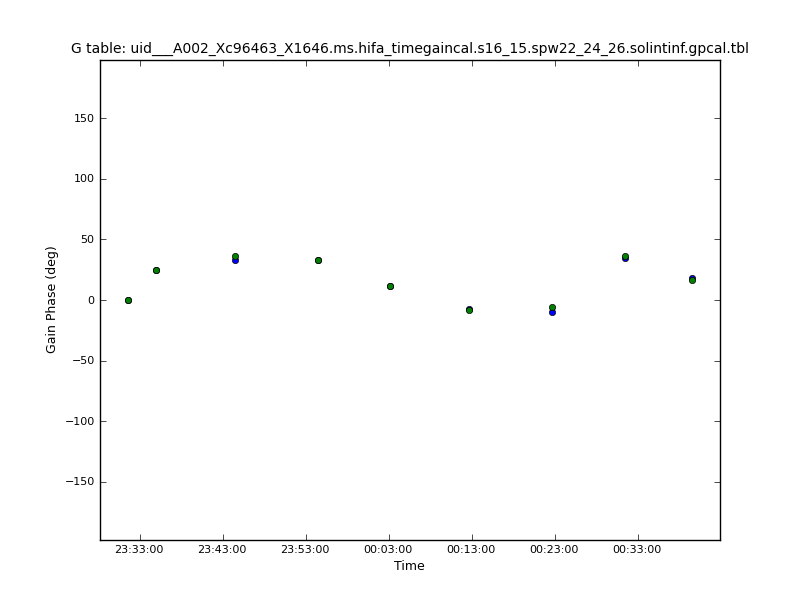 G table: uid___A002_Xc96463_X1646.ms.hifa_timegaincal.s16_15.spw22_24_26.solintinf.gpcal.tbl
150
100
50
0
−50
−100
−150
Gain Phase (deg)
23:33:00 23:43:00 23:53:00 00:03:00 00:13:00 00:23:00 00:33:00
Time